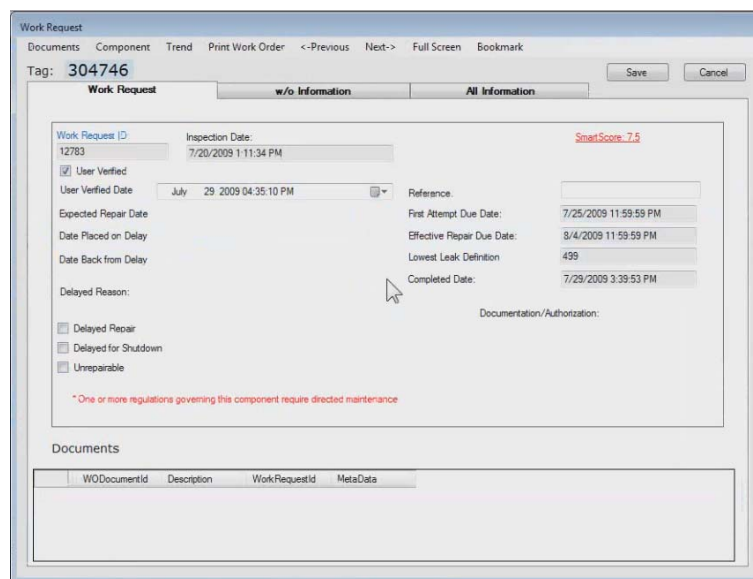 Work Request
Documents Component Trend Print Work Order <-Previous Next-> Full Screen Bookmark
Tag: 304746 Save Cancel
Work Request w/o Information All Information
Work Request ID: Inspection Date: SmartScore: 7.5
12783 7/20/2009 1:11:34 PM
User Verified
User Verified Date July 29 2009 04:35:10 PM Reference:
Expected Repair Date First Attempt Due Date: 7/25/2009 11:59:59 PM
Date Placed on Delay Effective Repair Due Date: 8/4/2009 11:59:59 PM
Date Back from Delay Lowest Leak Definition 499
Completed Date: 7/29/2009 3:39:53 PM
Delayed Reason:
Documentation/Authorization:
Delayed Repair
Delayed for Shutdown
Unrepairable
* One or more regulations governing this component require directed maintenance
Documents
WODocumentId Description WorkRequestId MetaData